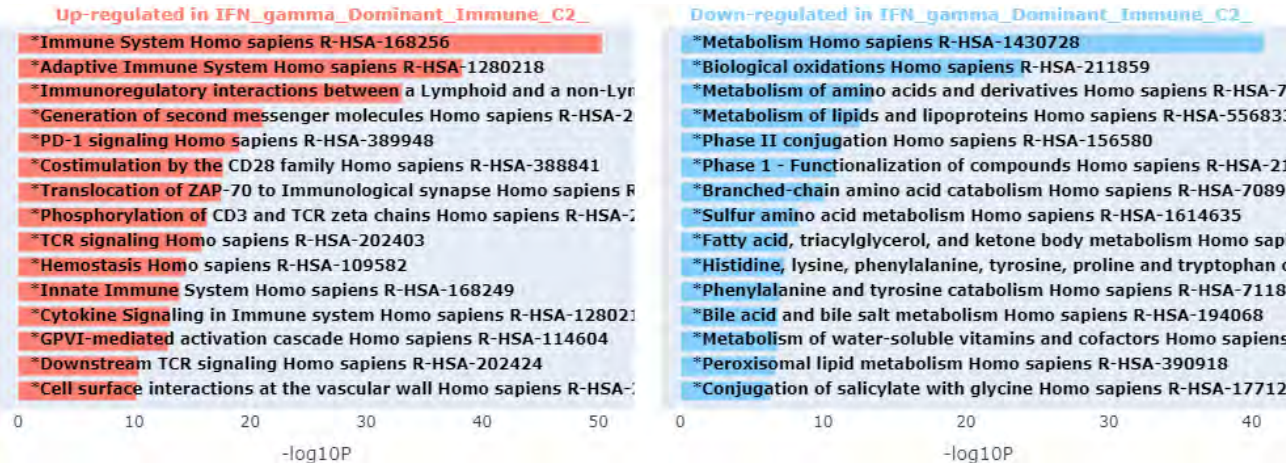 Up-regulated in IFN_gamma_Dominant_Immune_C2_
*Immune System Homo sapiens R-HSA-168256
*Adaptive Immune System Homo sapiens R-HSA-1280218
*Immunoregulatory interactions between a Lymphoid and a non-Lyn
*Generation of second messenger molecules Homo sapiens R-HSA-2
*PD-1 signaling Homo sapiens R-HSA-389948
*Costimulation by the CD28 family Homo sapiens R-HSA-388841
*Translocation of ZAP-70 to Immunological synapse Homo sapiens R
*Phosphorylation of CD3 and TCR zeta chains Homo sapiens R-HSA-2
*TCR signaling Homo sapiens R-HSA-202403
*Hemostasis Homo sapiens R-HSA-109582
*Innate Immune System Homo sapiens R-HSA-168249
*Cytokine Signaling in Immune system Homo sapiens R-HSA-128021
*GPVI-mediated activation cascade Homo sapiens R-HSA-114604
*Downstream TCR signaling Homo sapiens R-HSA-202424
*Cell surface interactions at the vascular wall Homo sapiens R-HSA-
0 10 20 30 40 50
-log10P
Down-regulated in IFN_gamma_Dominant_Immune_C2_
*Metabolism Homo sapiens R-HSA-1430728
*Biological oxidations Homo sapiens R-HSA-211859
*Metabolism of amino acids and derivatives Homo sapiens R-HSA-7
*Metabolism of lipids and lipoproteins Homo sapiens R-HSA-556833
*Phase II conjugation Homo sapiens R-HSA-156580
*Phase 1 - Functionalization of compounds Homo sapiens R-HSA-21
*Branched-chain amino acid catabolism Homo sapiens R-HSA-7089
*Sulfur amino acid metabolism Homo sapiens R-HSA-1614635
*Fatty acid, triacylglycerol, and ketone body metabolism Homo sap
*Histidine, lysine, phenylalanine, tyrosine, proline and tryptophan
*Phenylalanine and tyrosine catabolism Homo sapiens R-HSA-7118
*Bile acid and bile salt metabolism Homo sapiens R-HSA-194068
*Metabolism of water-soluble vitamins and cofactors Homo sapiens
*Peroxisomal lipid metabolism Homo sapiens R-HSA-390918
*Conjugation of salicylate with glycine Homo sapiens R-HSA-17712
0 10 20 30 40
-log10P